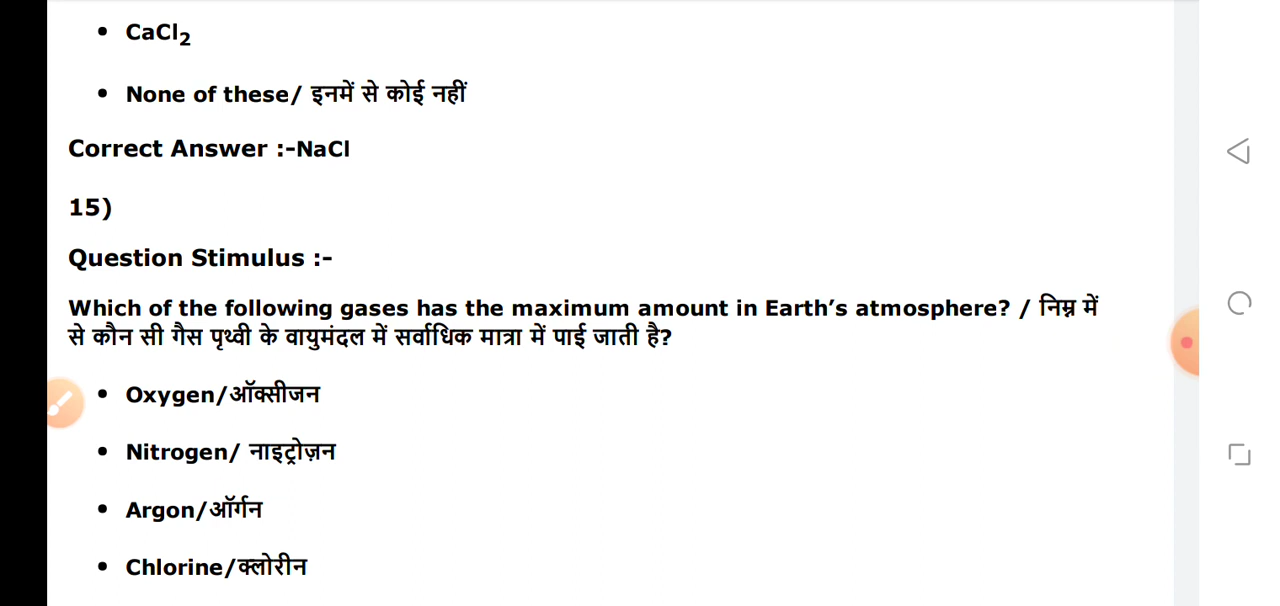 • CaCl₂
• None of these/ इनमें से कोई नहीं
Correct Answer :-NaCl
15)
Question Stimulus :-
Which of the following gases has the maximum amount in Earth’s atmosphere? / निम्न में
से कौन सी गैस पृथ्वी के वायुमंदल में सर्वाधिक मात्रा में पाई जाती है?
• Oxygen/ऑक्सीजन
• Nitrogen/ नाइट्रोज़न
• Argon/ऑर्गन
• Chlorine/क्लोरीन